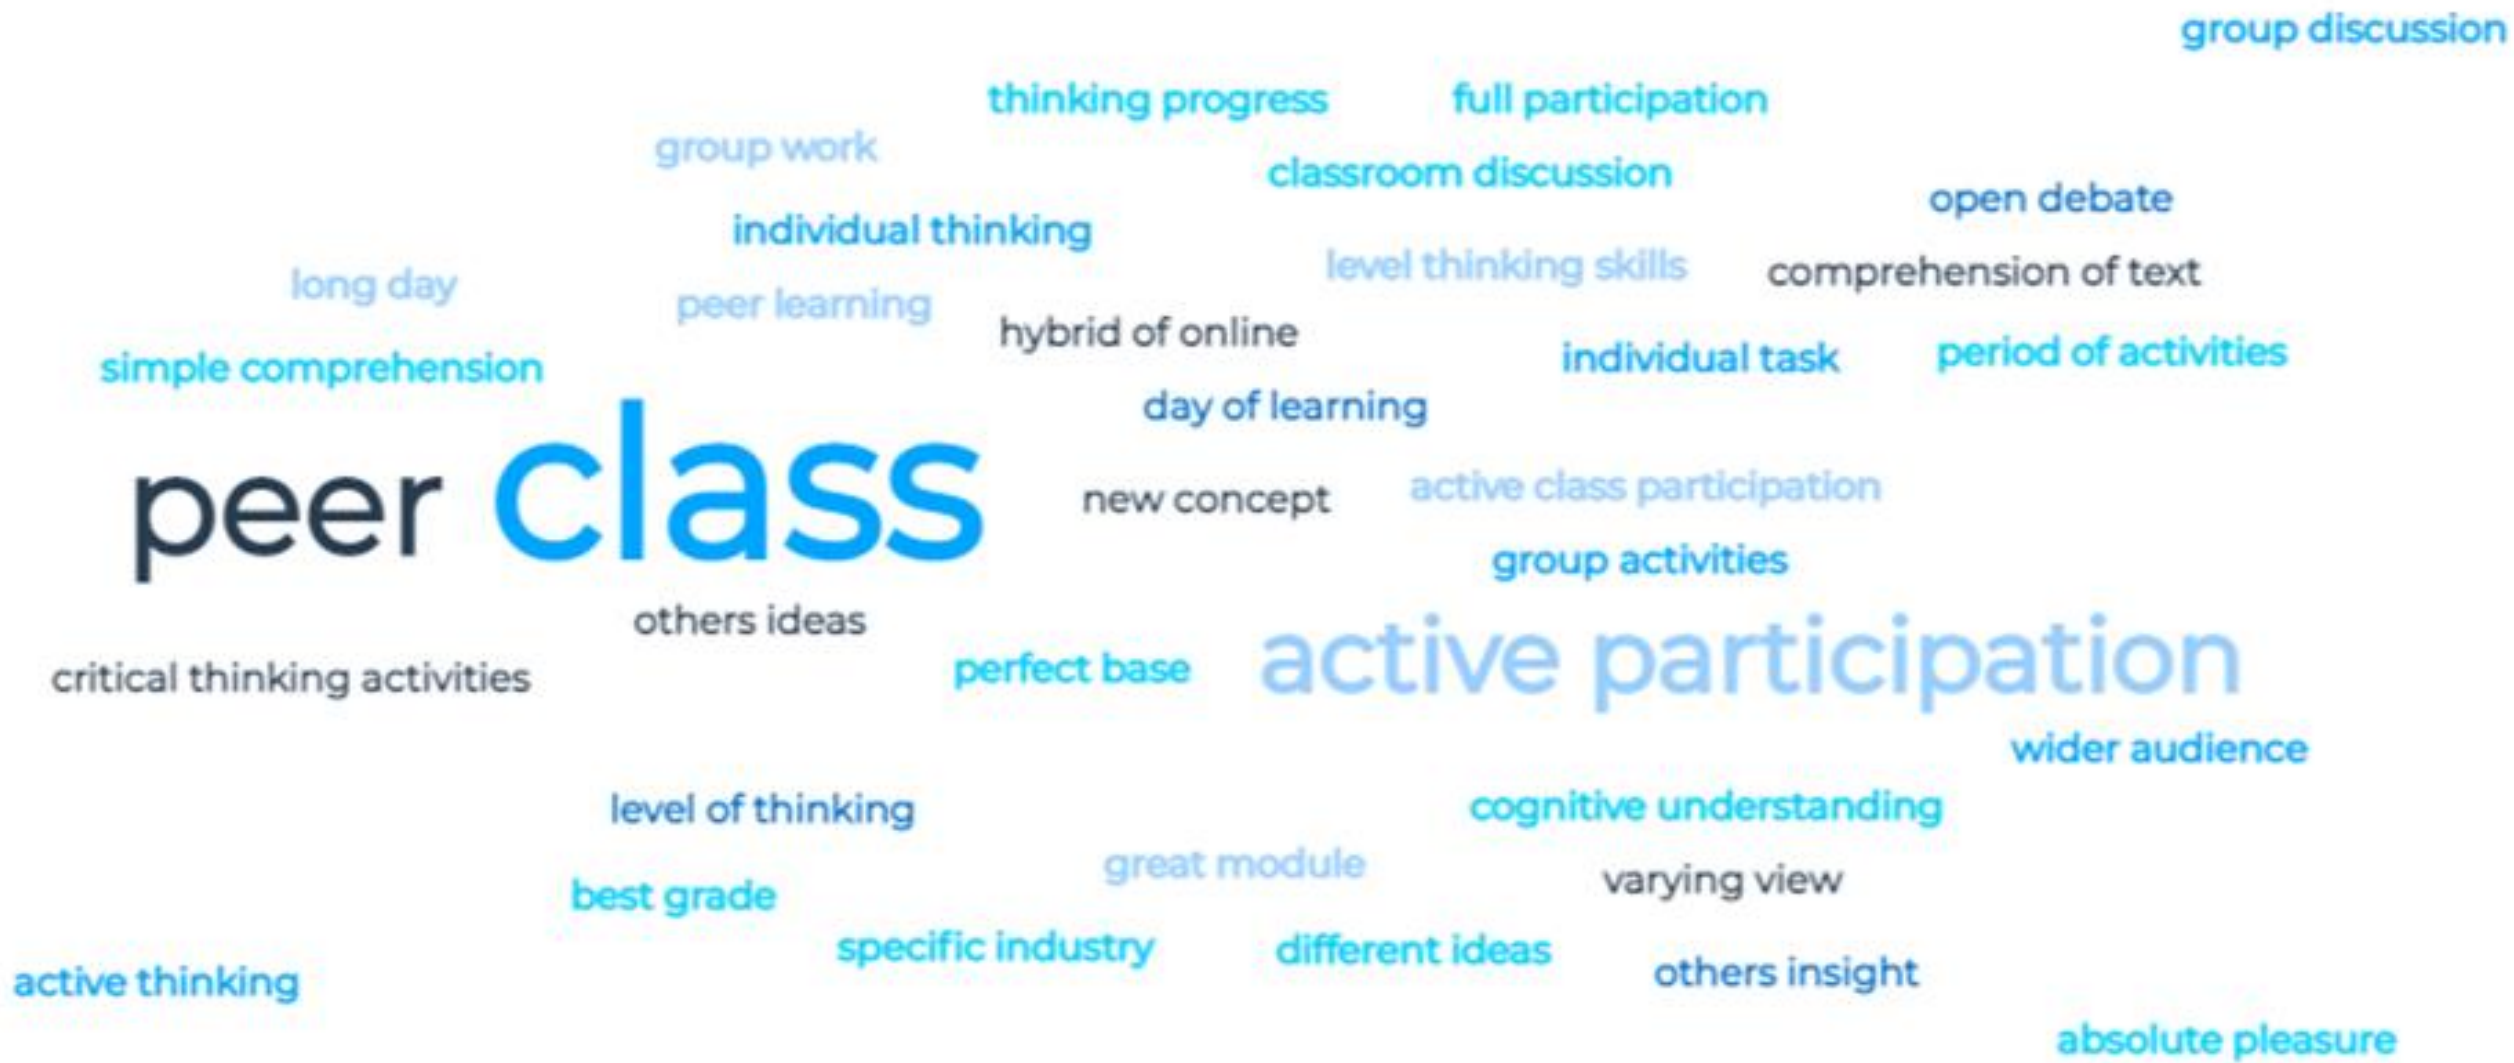 group discussion
thinking progress
full participation
group work
classroom discussion
open debate
individual thinking
level thinking skills
comprehension of text
long day
peer learning
hybrid of online
simple comprehension
individual task
period of activities
day of learning
peer
class
new concept
active class participation
group activities
others ideas
critical thinking activities
perfect base
active participation
wider audience
level of thinking
cognitive understanding
great module
varying view
best grade
specific industry
different ideas
others insight
active thinking
absolute pleasure